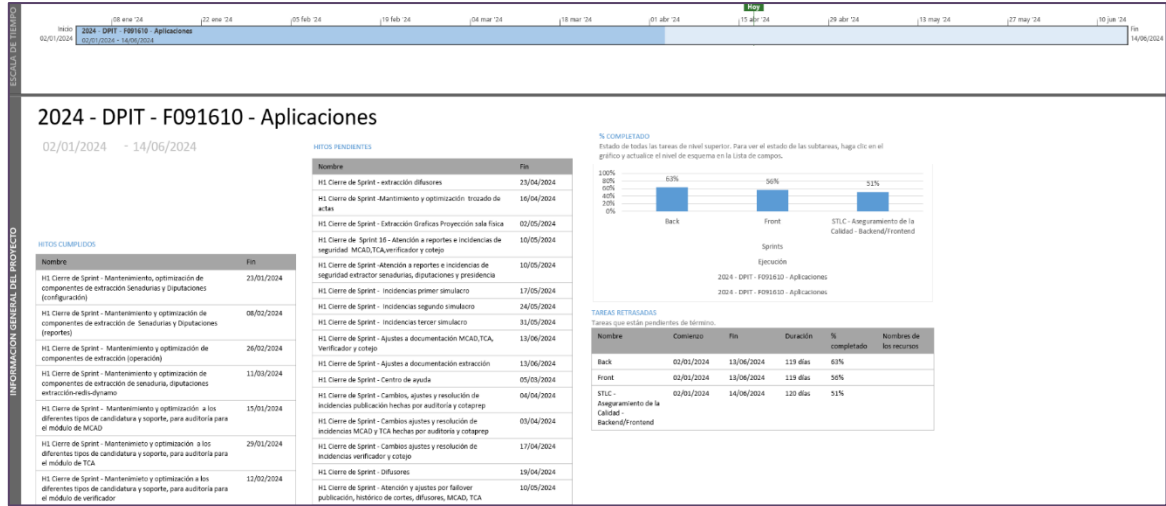 ESCALA DE TIEMPO
08 ene '24
22 ene '24
05 feb '24
19 feb '24
04 mar '24
18 mar '24
01 abr '24
Hoy
15 abr '24
29 abr '24
13 may '24
27 may '24
10 jun '24
Inicio
02/01/2024
2024 - DPIT - F091610 - Aplicaciones
02/01/2024 - 14/06/2024
Fin
14/06/2024
INFORMACION GENERAL DEL PROYECTO
2024 - DPIT - F091610 - Aplicaciones
02/01/2024 - 14/06/2024
HITOS CUMPLIDOS
Nombre Fin
H1 Cierre de Sprint - Mantenimiento, optimización de 23/01/2024
componentes de extracción Senadurias y Diputaciones
(configuración)
H1 Cierre de Sprint - Mantenimiento y optimización de 08/02/2024
componentes de extracción de Senadurias y Diputaciones
(reportes)
H1 Cierre de Sprint - Mantenimiento y optimización de 26/02/2024
componentes de extracción (operación)
H1 Cierre de Sprint - Mantenimiento y optimización de 11/03/2024
componentes de extracción de senaduria, diputaciones
extracción-redis-dynamo
H1 Cierre de Sprint - Mantenimiento y optimización a los 15/01/2024
diferentes tipos de candidatura y soporte, para auditoría para
el módulo de MCAD
H1 Cierre de Sprint - Mantenimieto y optimización a los 29/01/2024
diferentes tipos de candidatura y soporte, para auditoría para
el módulo de TCA
H1 Cierre de Sprint - Mantenimiento y optimización a los 12/02/2024
diferentes tipos de candidatura y soporte, para auditoría para
el módulo de verificador
HITOS PENDIENTES
Nombre Fin
H1 Cierre de Sprint - extracción difusores 23/04/2024
H1 Cierre de Sprint -Mantimiento y optimización trozado de 16/04/2024
actas
H1 Cierre de Sprint - Extracción Graficas Proyección sala física 02/05/2024
H1 Cierre de Sprint 16 - Atención a reportes e incidencias de 10/05/2024
seguridad MCAD,TCA,verificador y cotejo
H1 Cierre de Sprint -Atención a reportes e incidencias de 10/05/2024
seguridad extractor senadurias, diputaciones y presidencia
H1 Cierre de Sprint - Incidencias primer simulacro 17/05/2024
H1 Cierre de Sprint - Incidencias segundo simulacro 24/05/2024
H1 Cierre de Sprint - Incidencias tercer simulacro 31/05/2024
H1 Cierre de Sprint - Ajustes a documentación MCAD,TCA, 13/06/2024
Verificador y cotejo
H1 Cierre de Sprint - Ajustes a documentación extracción 13/06/2024
H1 Cierre de Sprint - Centro de ayuda 05/03/2024
H1 Cierre de Sprint - Cambios, ajustes y resolución de 04/04/2024
incidencias publicación hechas por auditoría y cotaprep
H1 Cierre de Sprint - Cambios ajustes y resolución de 03/04/2024
incidencias MCAD y TCA hechas por auditoría y cotaprep
H1 Cierre de Sprint - Cambios ajustes y resolución de 17/04/2024
incidencias verificador y cotejo
H1 Cierre de Sprint - Difusores 19/04/2024
H1 Cierre de Sprint - Atención y ajustes por failover 10/05/2024
publicación, histórico de cortes, difusores, MCAD, TCA
% COMPLETADO
Estado de todas las tareas de nivel superior. Para ver el estado de las subtareas, haga clic en el
gráfico y actualice el nivel de esquema en la Lista de campos.
100%
80%
60%
40%
20%
0%
63%
56%
51%
Back
Front
STLC - Aseguramiento de la
Calidad - Backend/Frontend
Sprints
Ejecución
2024 - DPIT - F091610 - Aplicaciones
2024 - DPIT - F091610 - Aplicaciones
TAREAS RETRASADAS
Tareas que están pendientes de término.
Nombre Comienzo Fin Duración % Nombres de
completado los recursos
Back 02/01/2024 13/06/2024 119 días 63%
Front 02/01/2024 13/06/2024 119 días 56%
STLC - 02/01/2024 14/06/2024 120 días 51%
Aseguramiento de la
Calidad -
Backend/Frontend